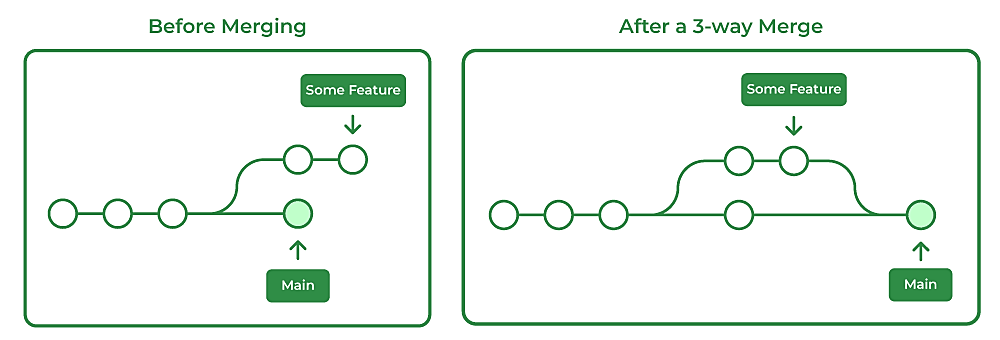 Before Merging
Some Feature
Main
After a 3-way Merge
Some Feature
Main